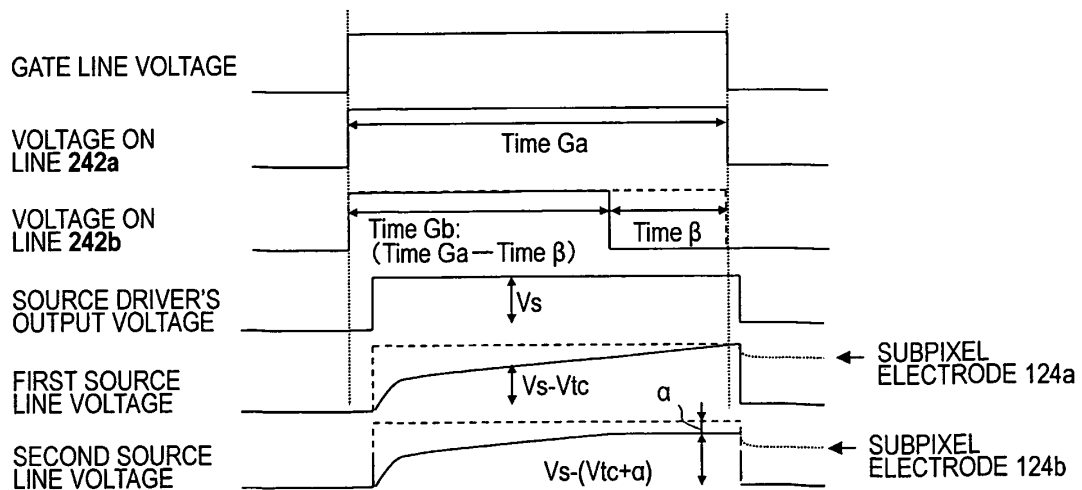 GATE LINE VOLTAGE
VOLTAGE ON
LINE 242a
Time Ga
VOLTAGE ON
LINE 242b
Time Gb:
(Time Ga—Time β)
Time β
SOURCE DRIVER'S
OUTPUT VOLTAGE
Vs
FIRST SOURCE
LINE VOLTAGE
Vs-Vtc
SUBPIXEL
ELECTRODE 124a
α
SECOND SOURCE
LINE VOLTAGE
Vs-(Vtc+α)
SUBPIXEL
ELECTRODE 124b